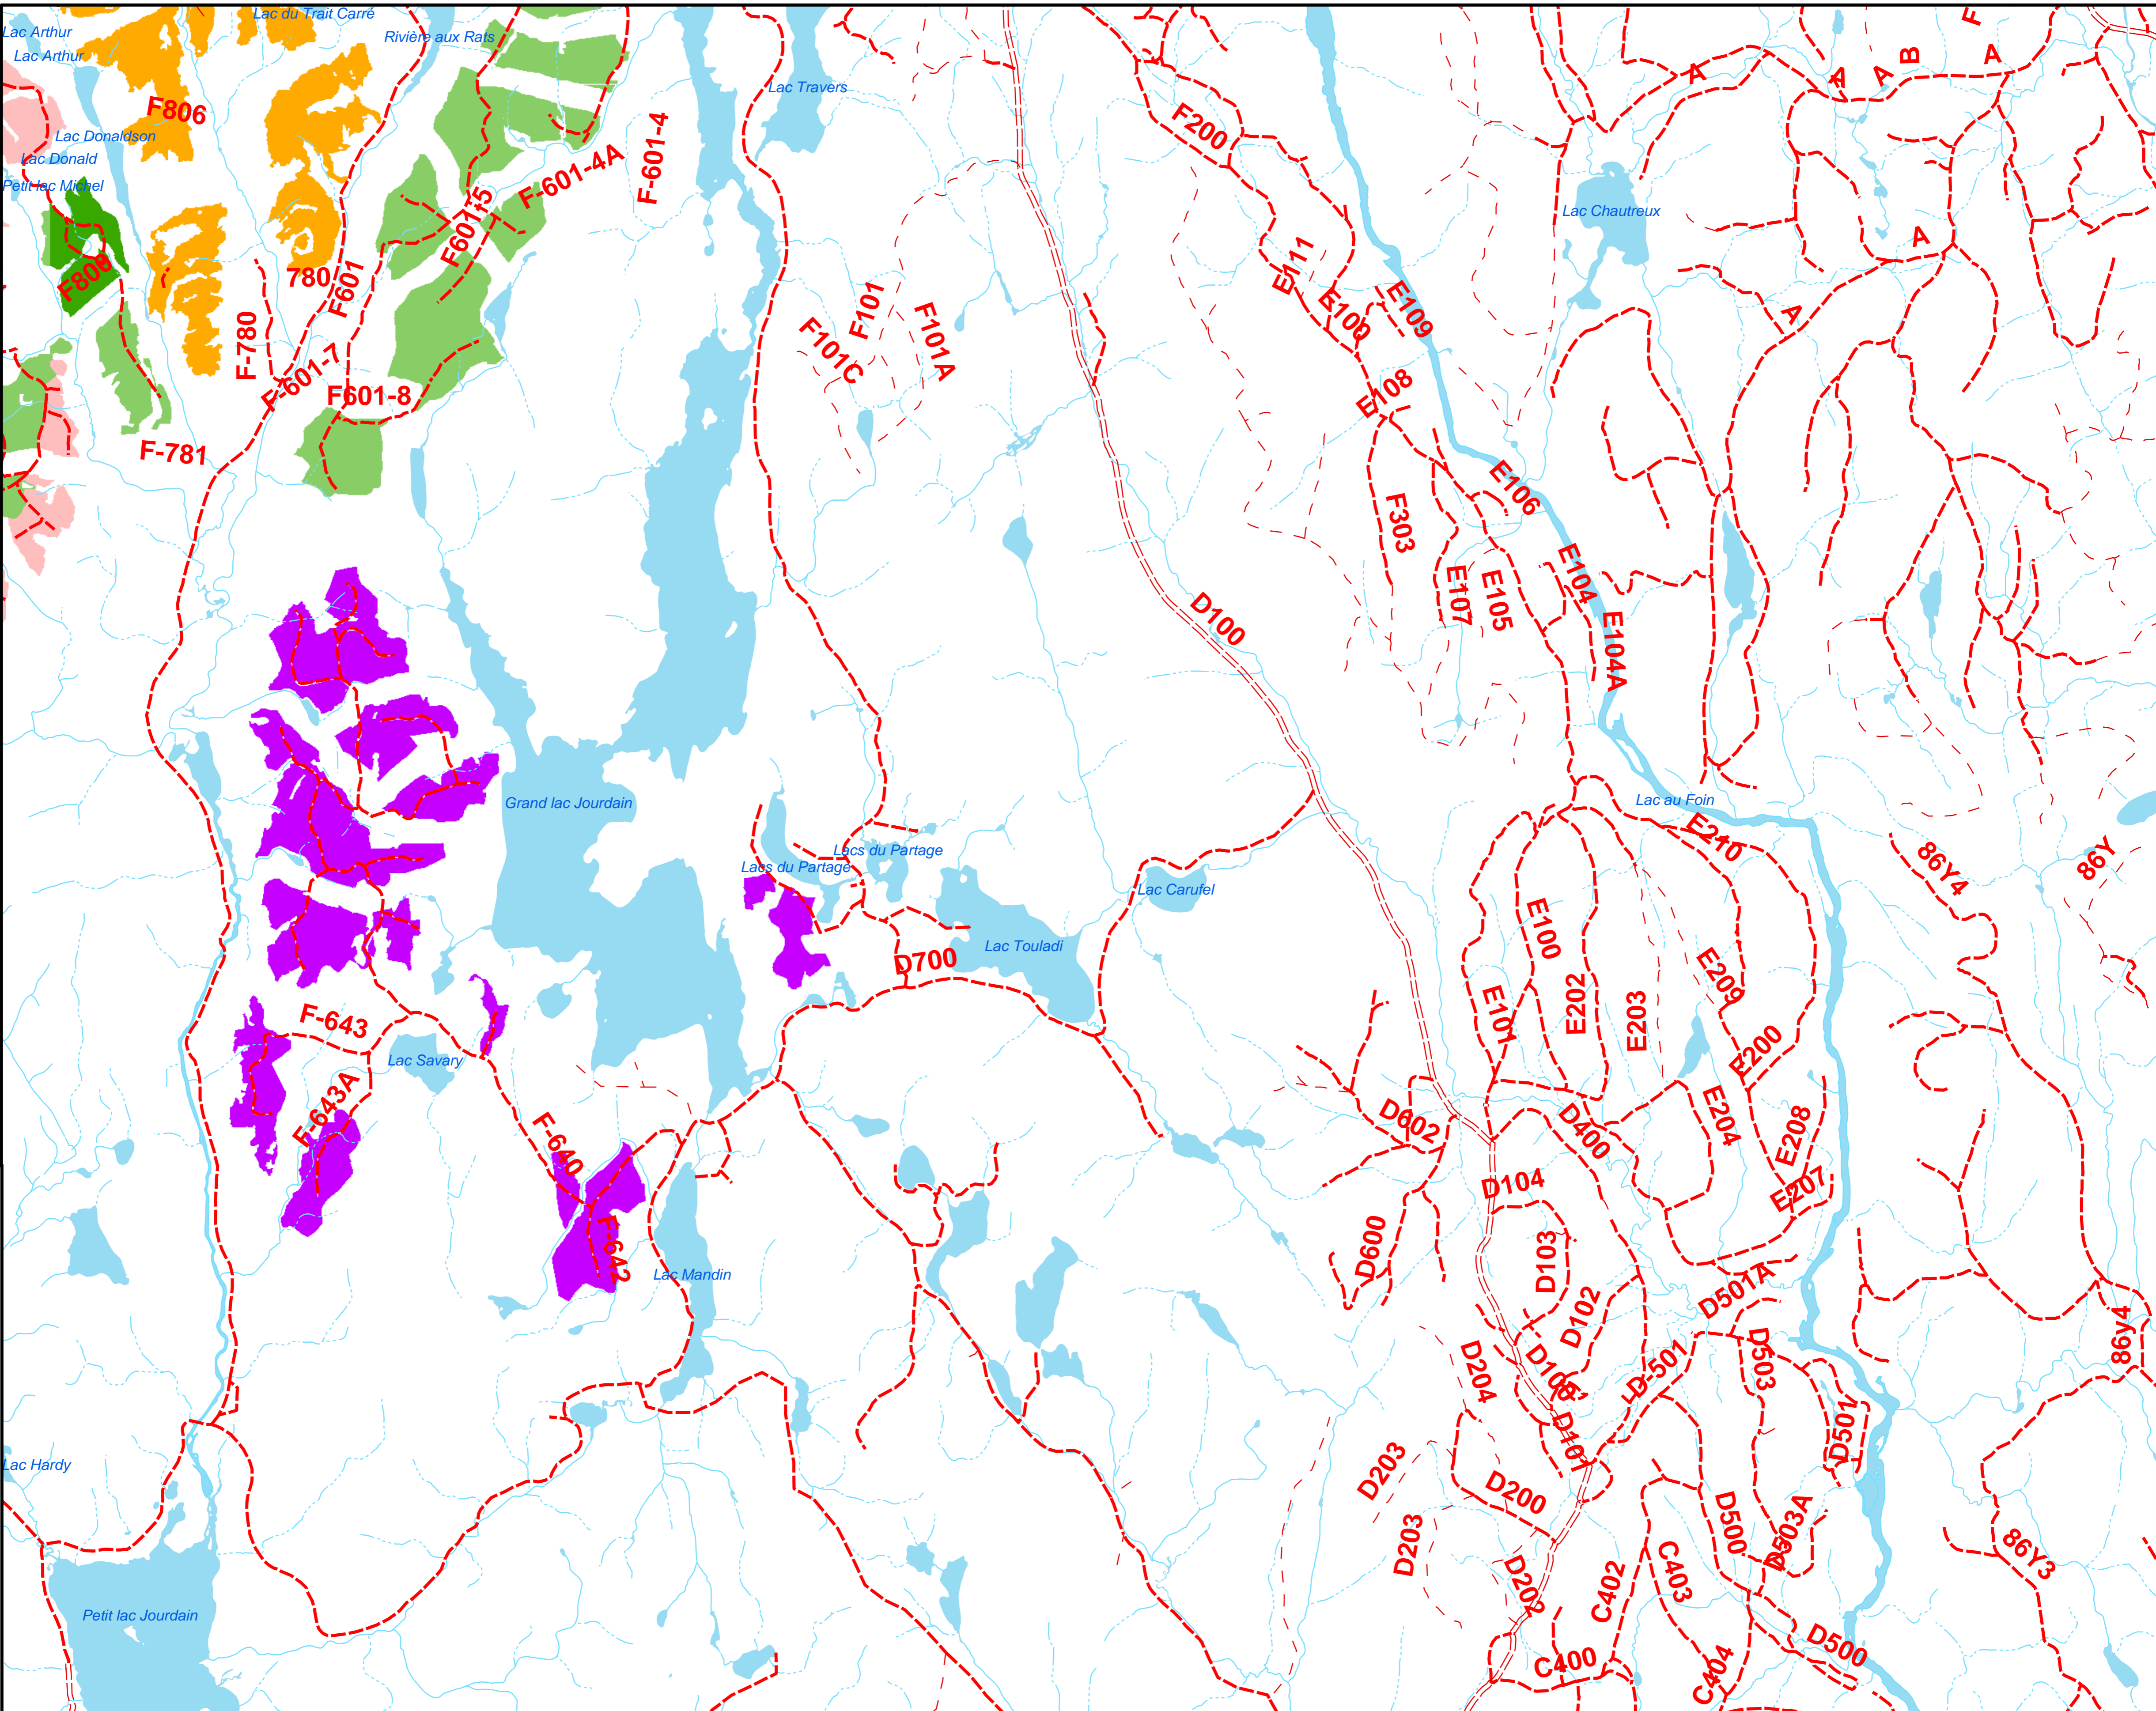 Lac du Trait Carré
Lac Arthur
Rivière aux Rats
Lac Arthur
F
B
A
A
A
A
A
Lac Travers
F806
F200
F-601-4
Lac Donaldson
Lac Donald
F-601-4A
Petit lac Michel
F601-5
Lac Chautreux
A
F809
780
F601
E111
E100
E109
F101
F101A
F101C
A
F-780
F-601-7
F601-8
E108
F-781
E106
F303
E107
E105
E104
E104A
D100
Grand lac Jourdain
Lac au Foin
E210
Lacs du Partage
Lacs du Partage
86Y4
86Y
Lac Carufel
E100
Lac Touladi
D700
E209
E202
E203
E101
F-643
Lac Savary
E200
F-643A
F-640
D602
D400
E204
E208
D104
E207
F-642
D600
D103
Lac Mandin
D501A
D102
86y4
D503
D204
D100
D-501
D101
D501
Lac Hardy
D203
D200
D500
D503A
D203
86Y3
D202
C402
C403
Petit lac Jourdain
D500
C400
C404